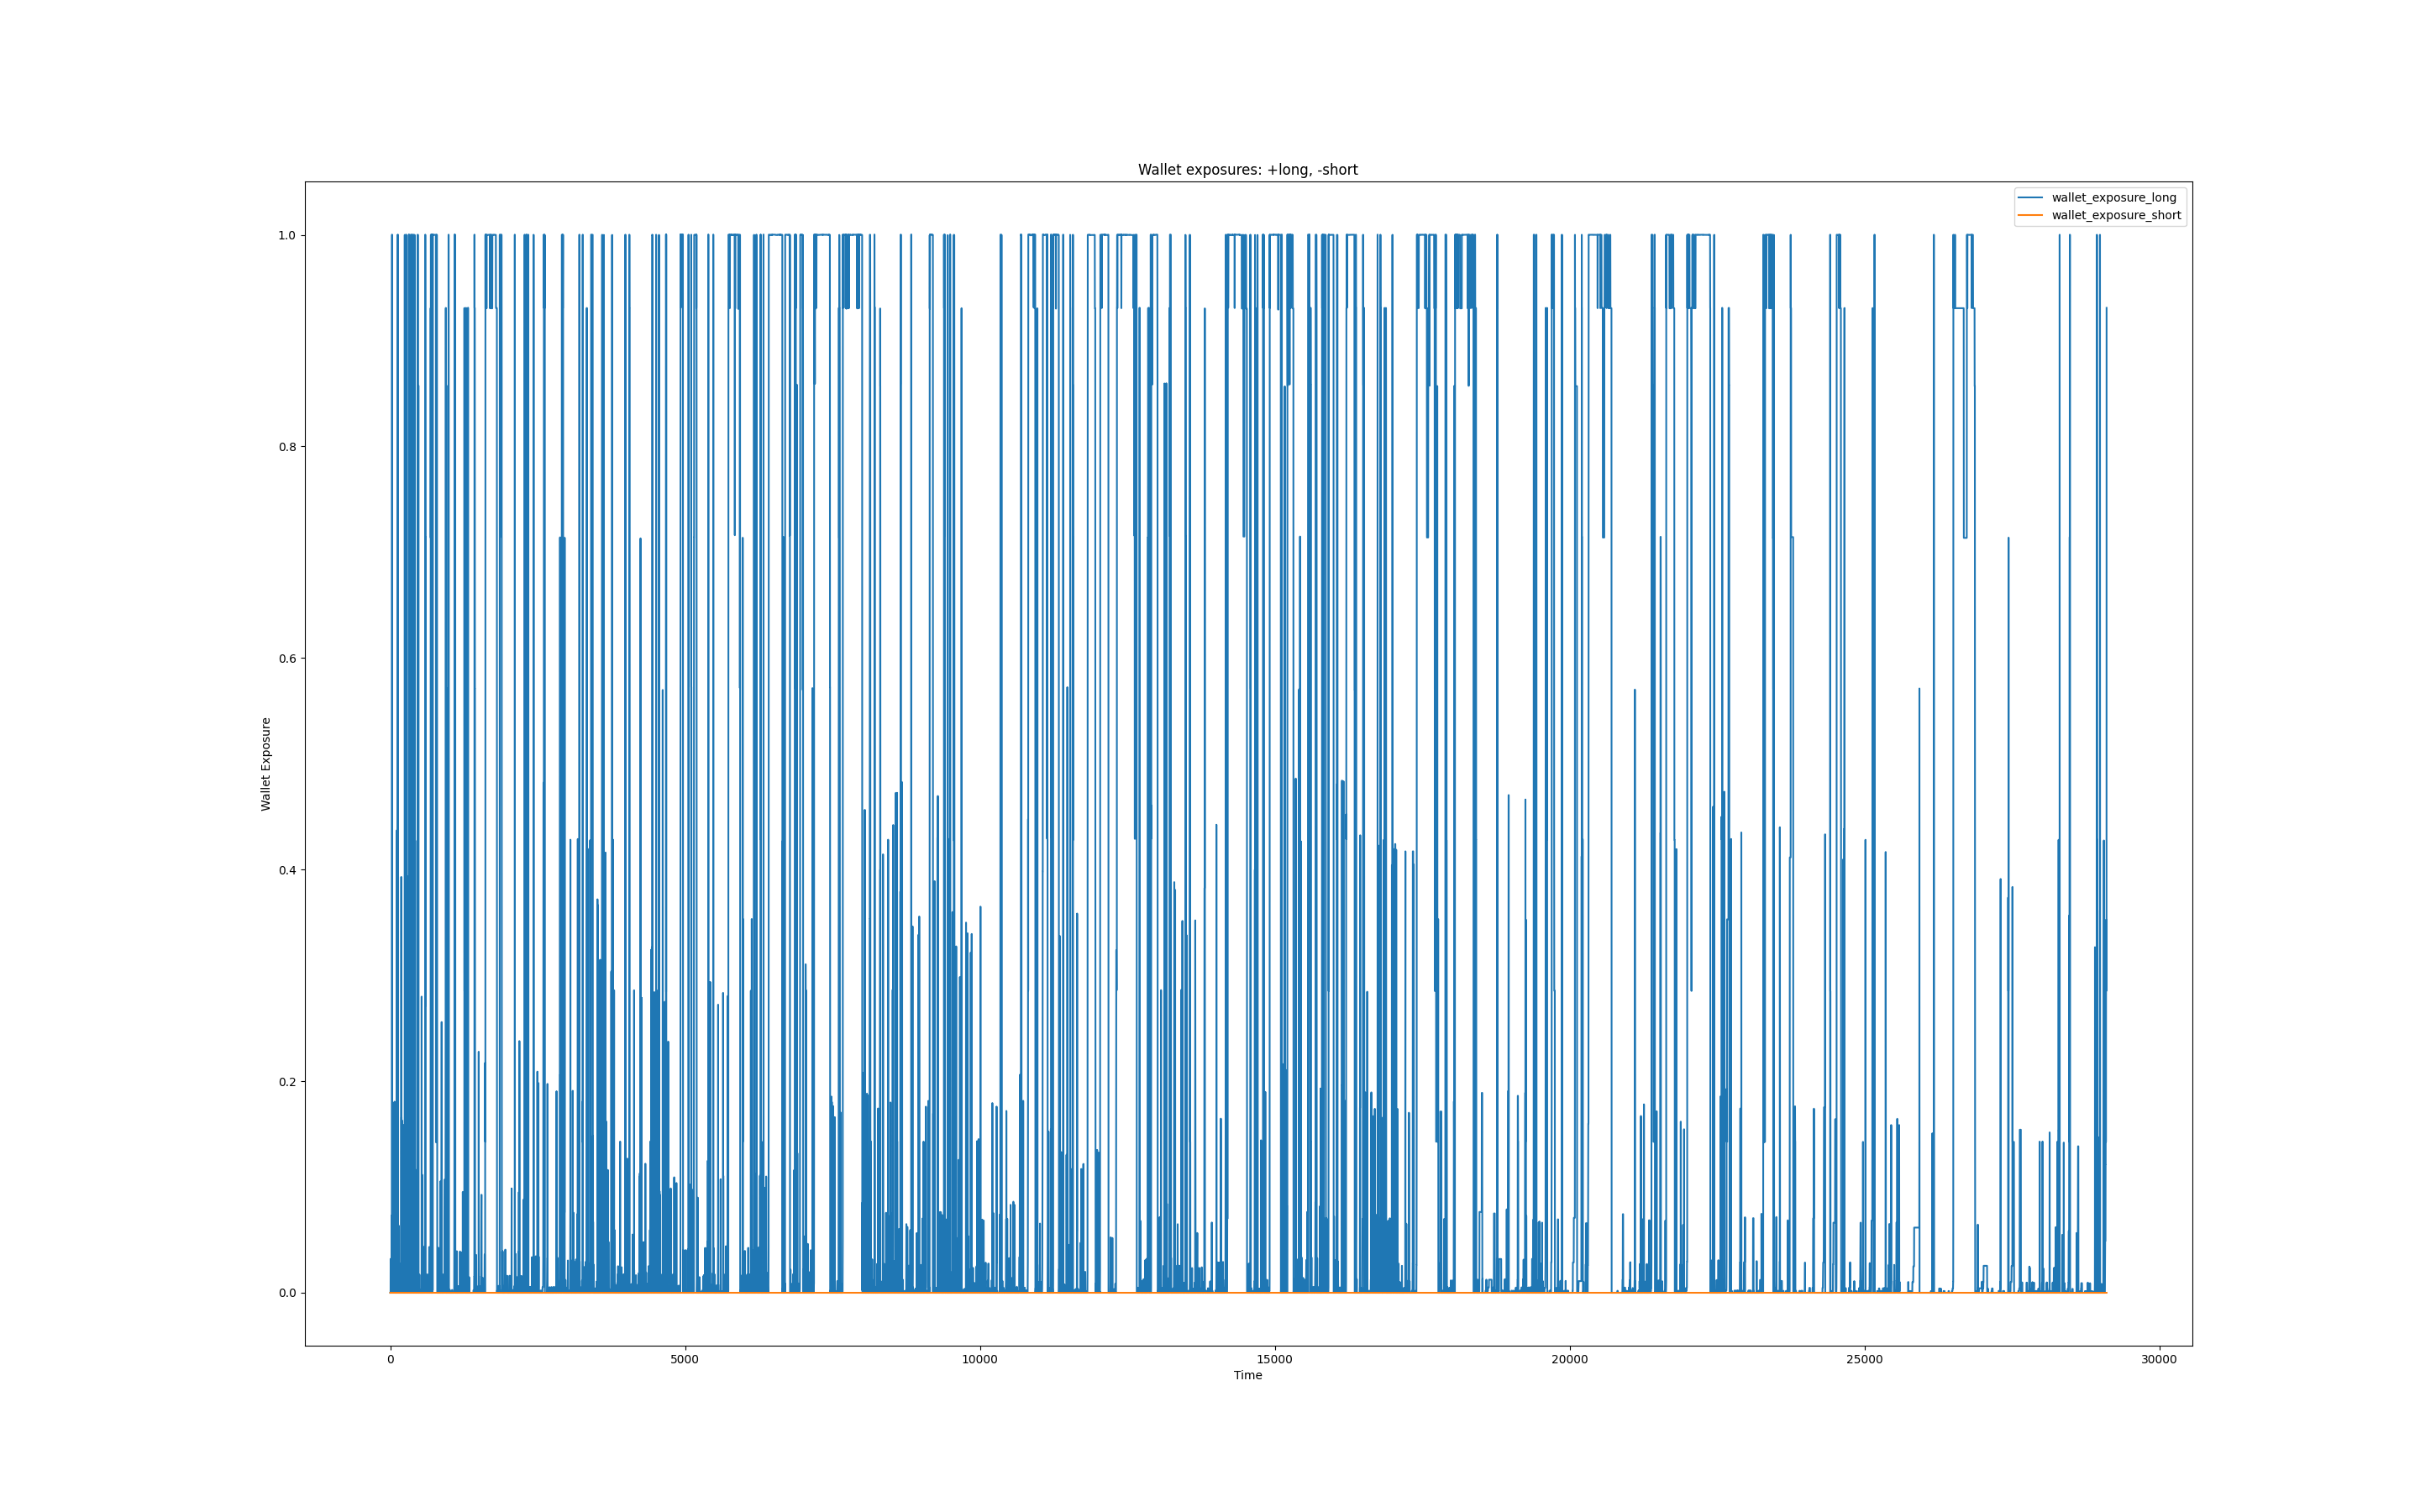 Wallet exposures: +long, -short
wallet_exposure_long
wallet_exposure_short
1.0
0.8
0.6
0.4
0.2
0.0
Wallet Exposure
0 5000 10000 15000 20000 25000 30000
Time